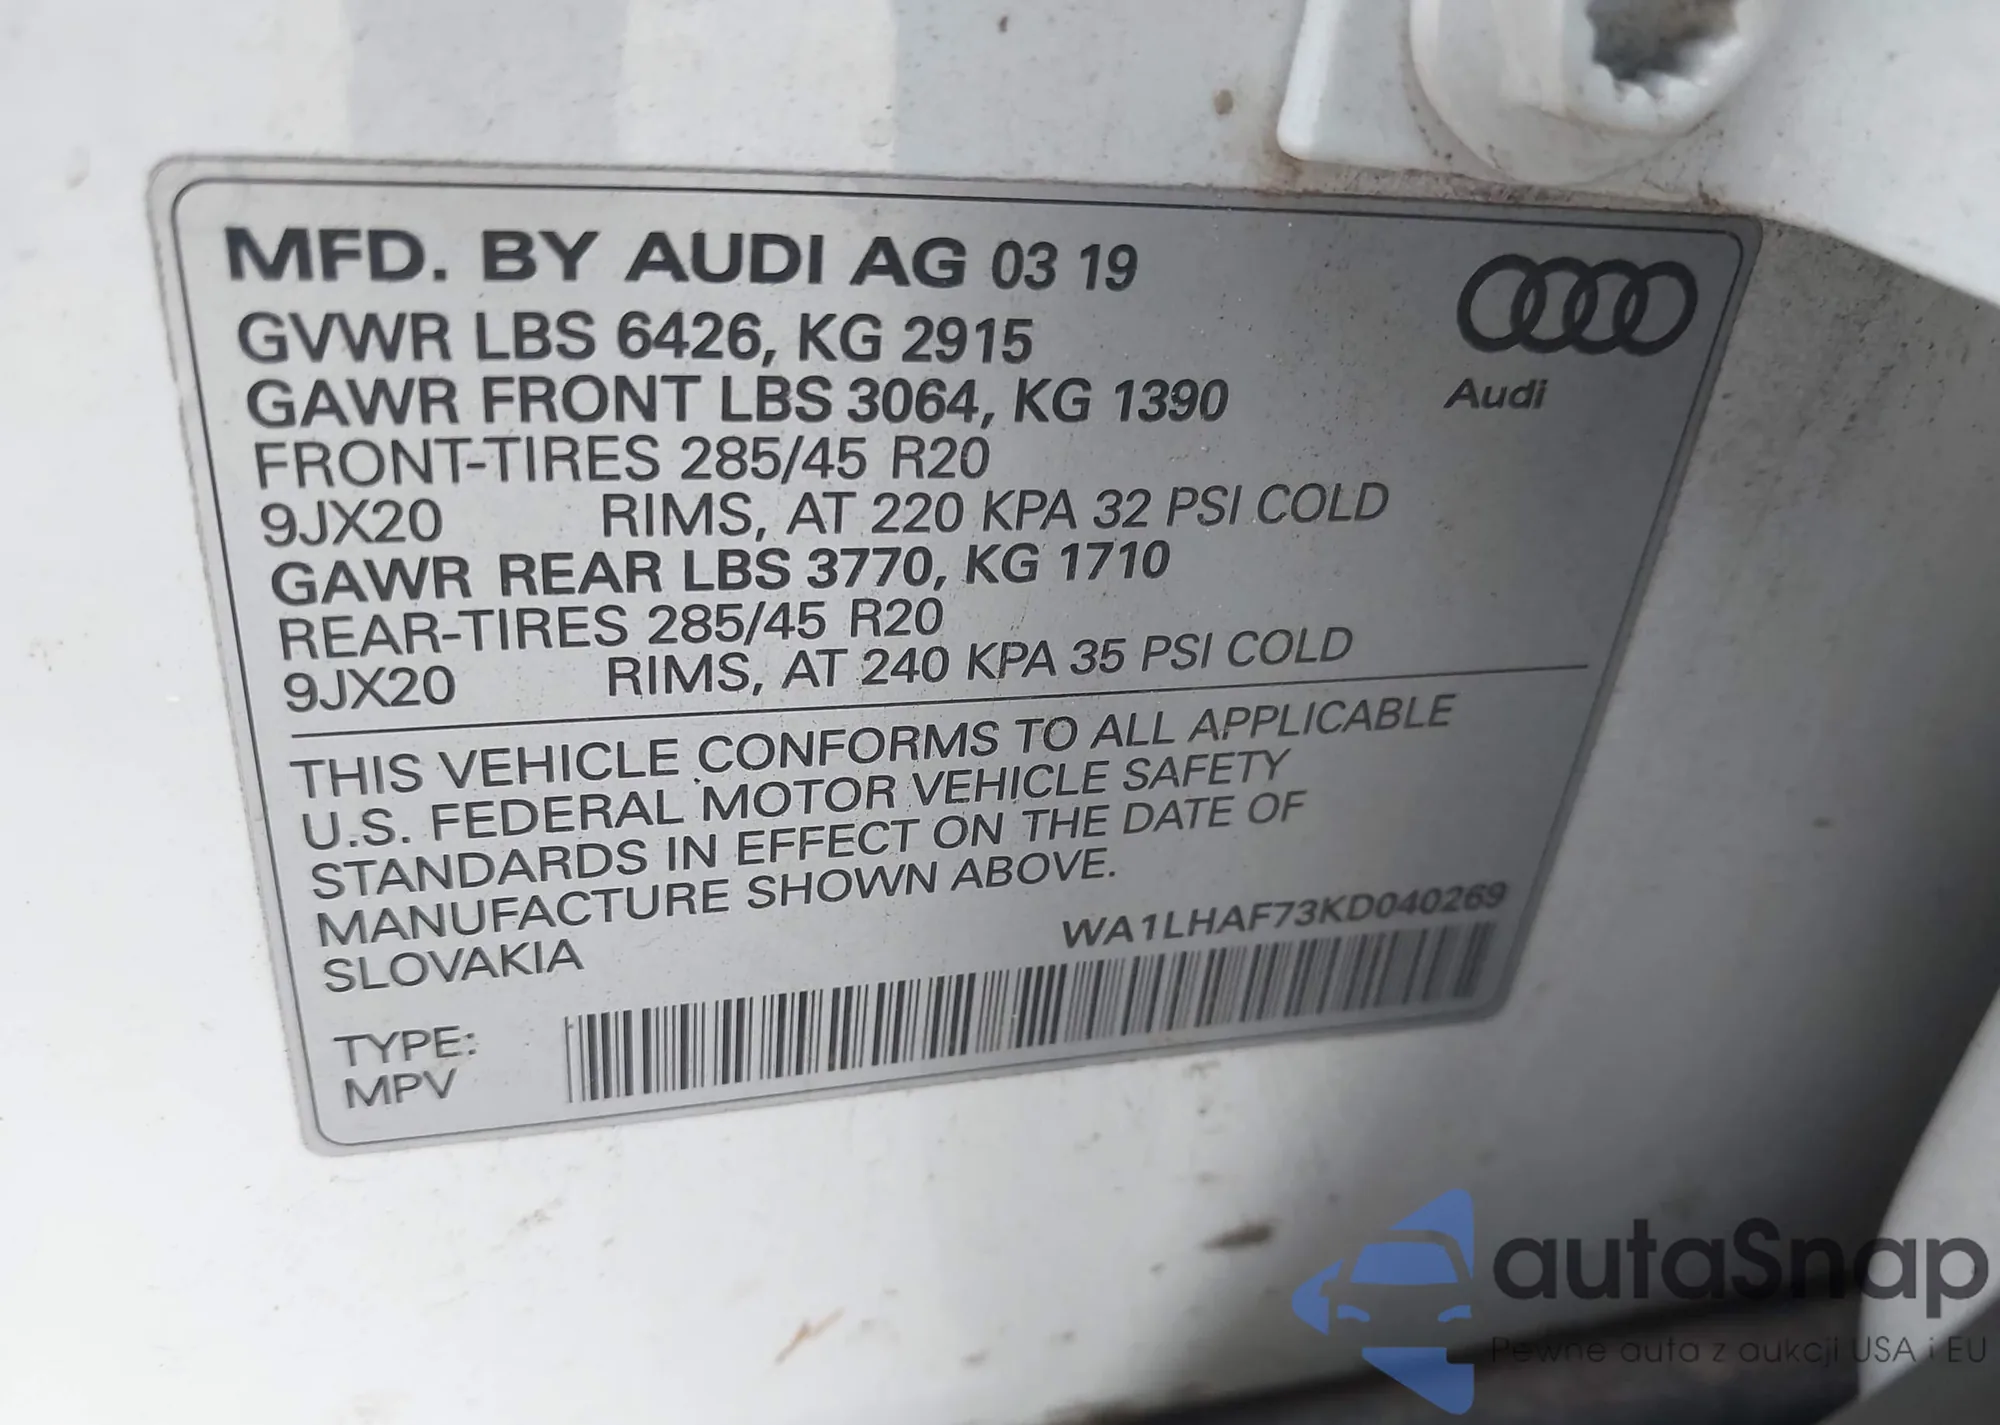 MFD. BY AUDI AG 03 19
GVWR LBS 6426, KG 2915
GAWR FRONT LBS 3064, KG 1390
FRONT-TIRES 285/45 R20
9JX20 RIMS, AT 220 KPA 32 PSI COLD
GAWR REAR LBS 3770, KG 1710
REAR-TIRES 285/45 R20
9JX20 RIMS, AT 240 KPA 35 PSI COLD
Audi
THIS VEHICLE CONFORMS TO ALL APPLICABLE
U.S. FEDERAL MOTOR VEHICLE SAFETY
STANDARDS IN EFFECT ON THE DATE OF
MANUFACTURE SHOWN ABOVE.
SLOVAKIA
WA1LHAF73KD040269
TYPE:
MPV
autaSnap
Pewne auta z aukcji USA i EU